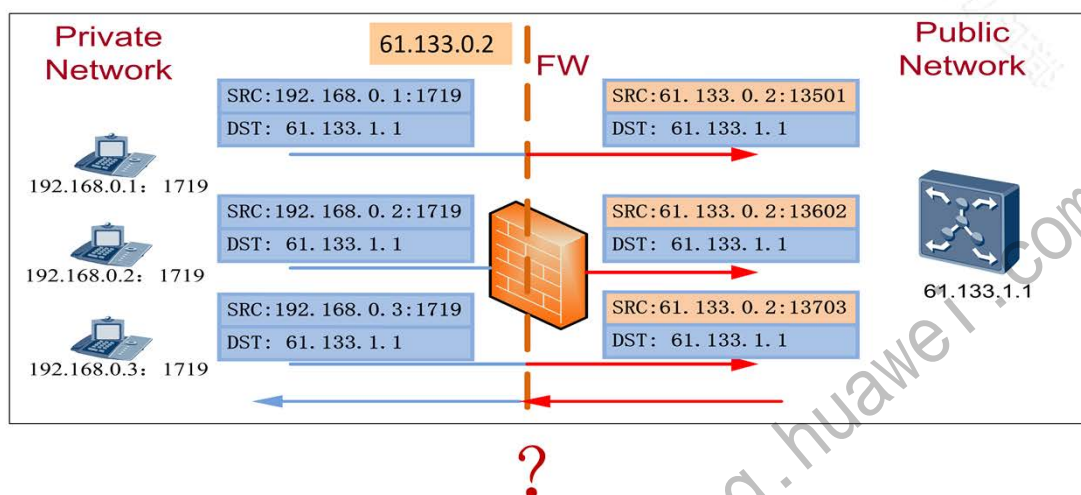 Private
Network
61.133.0.2
FW
Public
Network
SRC:192.168.0.1:1719
DST: 61.133.1.1
SRC:61.133.0.2:13501
DST: 61.133.1.1
192.168.0.1: 1719
SRC:192.168.0.2:1719
DST: 61.133.1.1
SRC:61.133.0.2:13602
DST: 61.133.1.1
192.168.0.2: 1719
61.133.1.1
SRC:192.168.0.3:1719
DST: 61.133.1.1
SRC:61.133.0.2:13703
DST: 61.133.1.1
192.168.0.3: 1719
?
g.huawei.com